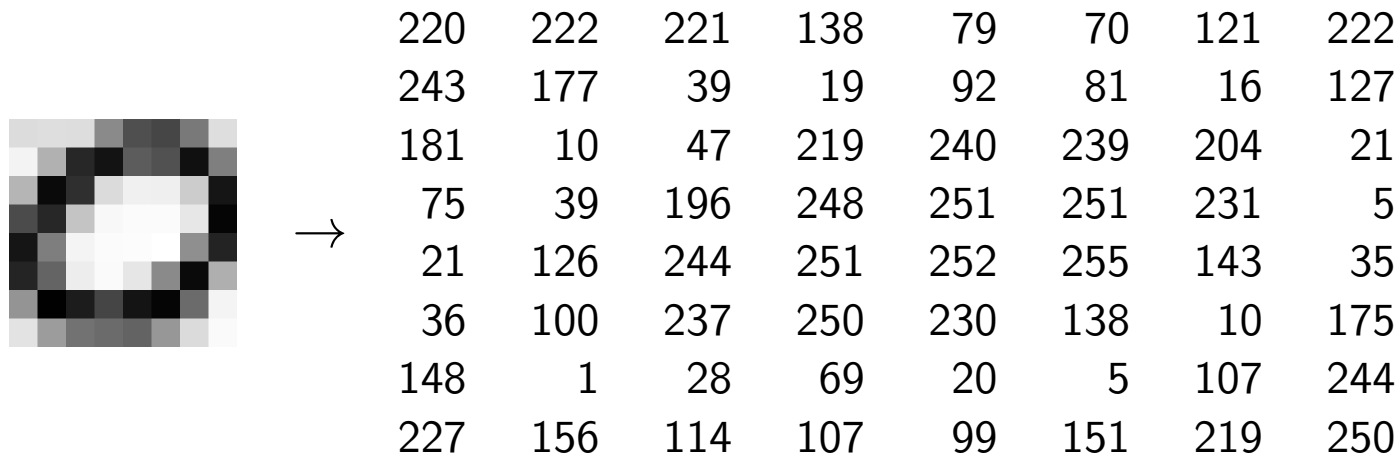 220 222 221 138 79 70 121 222
243 177 39 19 92 81 16 127
181 10 47 219 240 239 204 21
→ 75 39 196 248 251 251 231 5
21 126 244 251 252 255 143 35
36 100 237 250 230 138 10 175
148 1 28 69 20 5 107 244
227 156 114 107 99 151 219 250